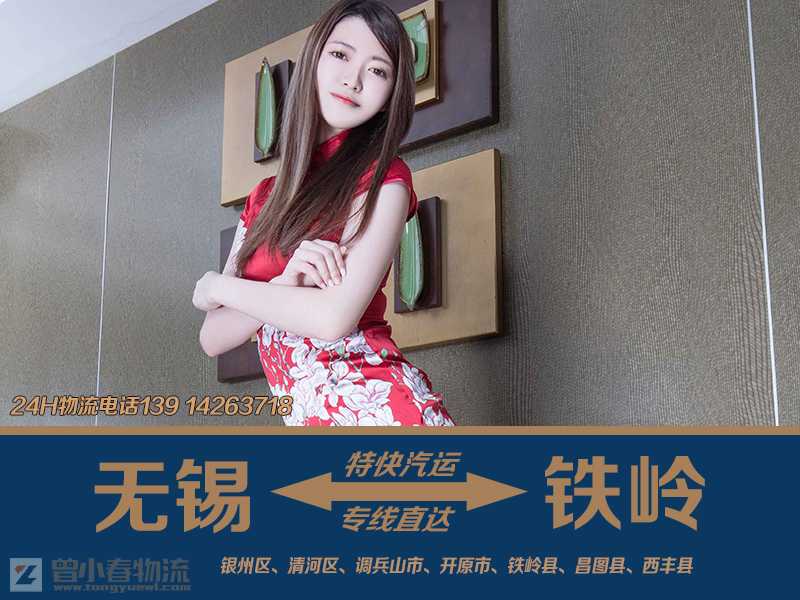 24H物流电话139 14263718
特快汽运
无锡 铁岭
专线直达
银州区、清河区、调兵山市、开原市、铁岭县、昌图县、西丰县
曾小春物流
www.tongyuewl.com